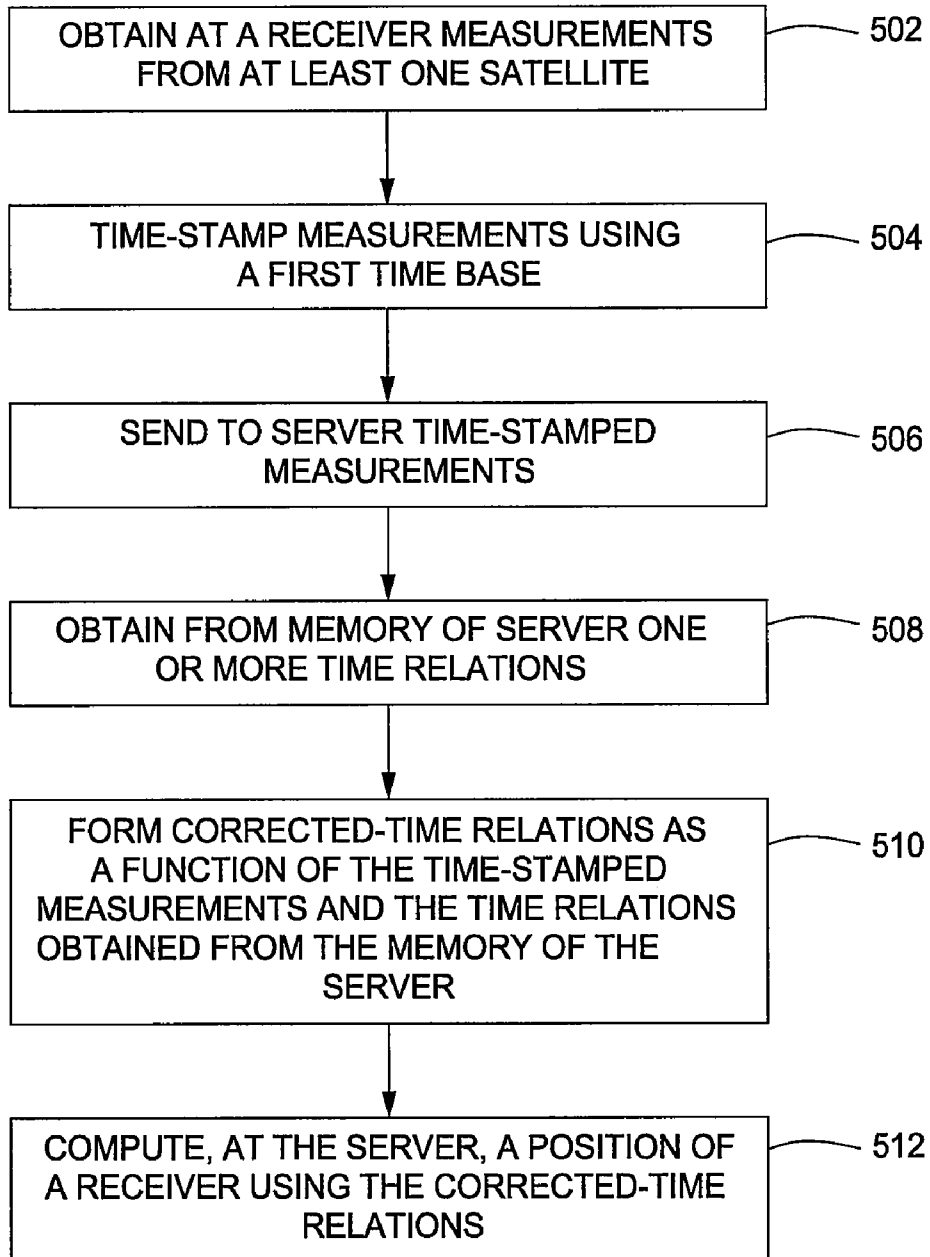 OBTAIN AT A RECEIVER MEASUREMENTS
FROM AT LEAST ONE SATELLITE
502
TIME-STAMP MEASUREMENTS USING
A FIRST TIME BASE
504
SEND TO SERVER TIME-STAMPED
MEASUREMENTS
506
OBTAIN FROM MEMORY OF SERVER ONE
OR MORE TIME RELATIONS
508
FORM CORRECTED-TIME RELATIONS AS
A FUNCTION OF THE TIME-STAMPED
MEASUREMENTS AND THE TIME RELATIONS
OBTAINED FROM THE MEMORY OF THE
SERVER
510
COMPUTE, AT THE SERVER, A POSITION OF
A RECEIVER USING THE CORRECTED-TIME
RELATIONS
512